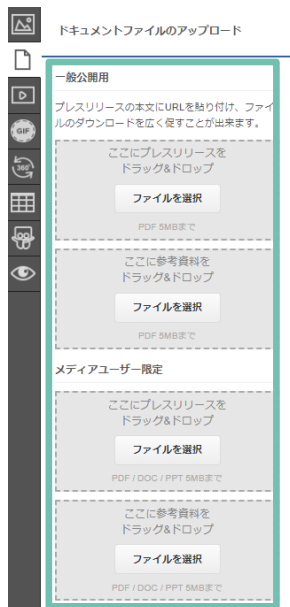 ドキュメントファイルのアップロード
一般公開用
プレスリリースの本文にURLを貼り付け、ファイ
ルのダウンロードを広く促すことが出来ます。
ここにプレスリリースを
ドラッグ&ドロップ
ファイルを選択
PDF 5MBまで
ここに参考資料を
ドラッグ&ドロップ
ファイルを選択
PDF 5MBまで
メディアユーザー限定
ここにプレスリリースを
ドラッグ&ドロップ
ファイルを選択
PDF / DOC / PPT 5MBまで
ここに参考資料を
ドラッグ&ドロップ
ファイルを選択
PDF / DOC / PPT 5MBまで
GIF
360°